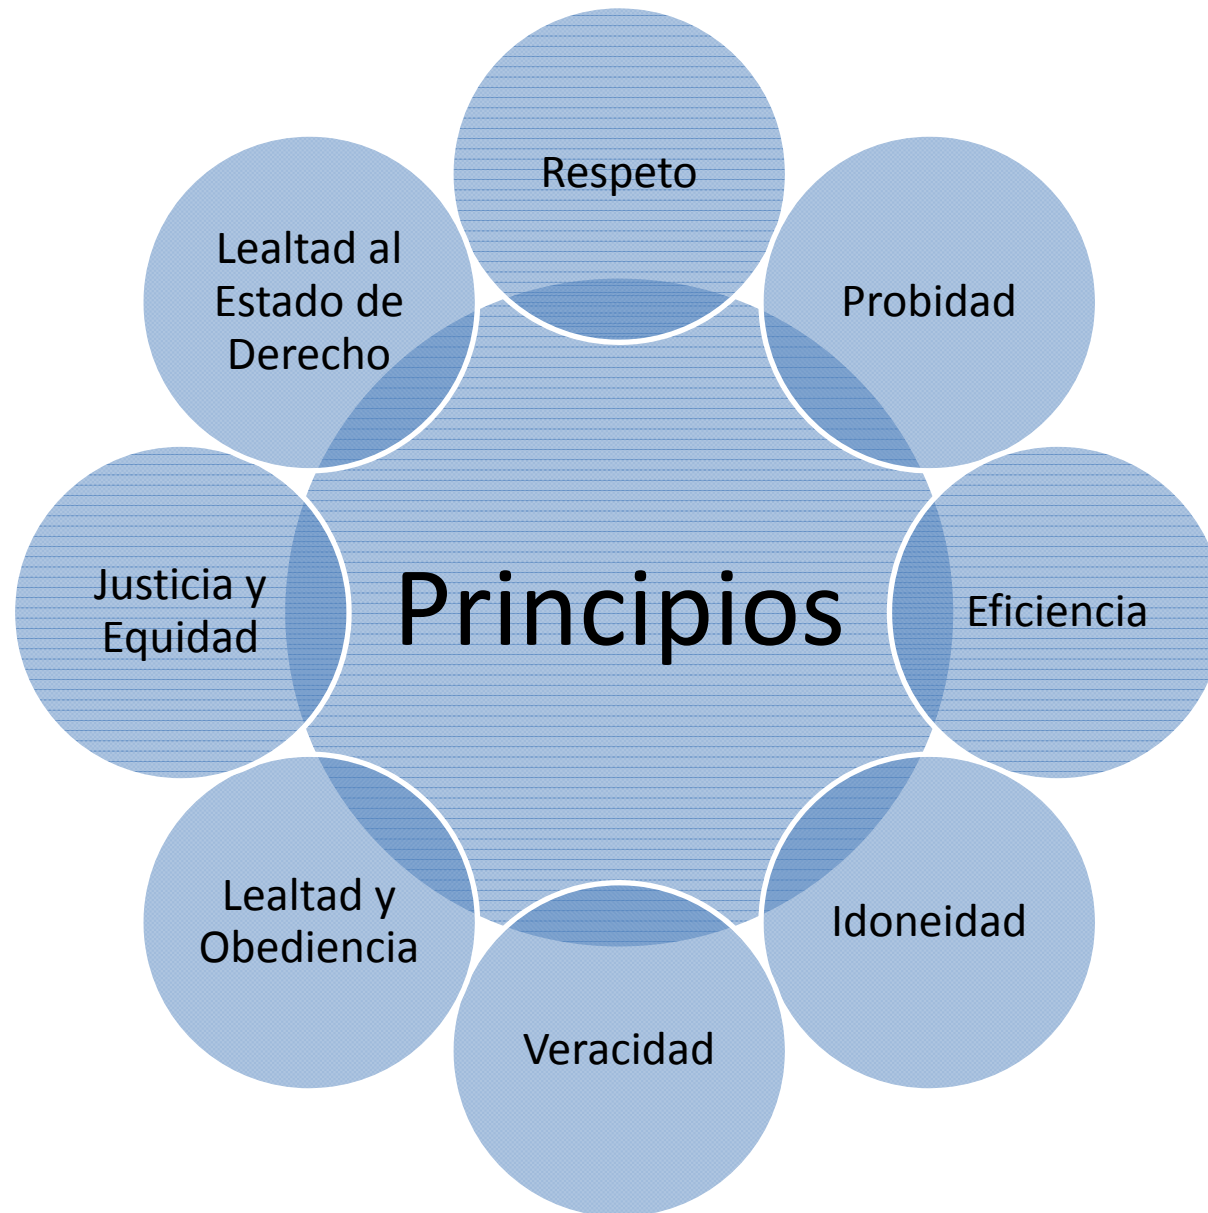 Respeto
Probidad
Eficiencia
Idoneidad
Veracidad
Lealtad y
Obediencia
Justicia y
Equidad
Lealtad al
Estado de
Derecho
Principios